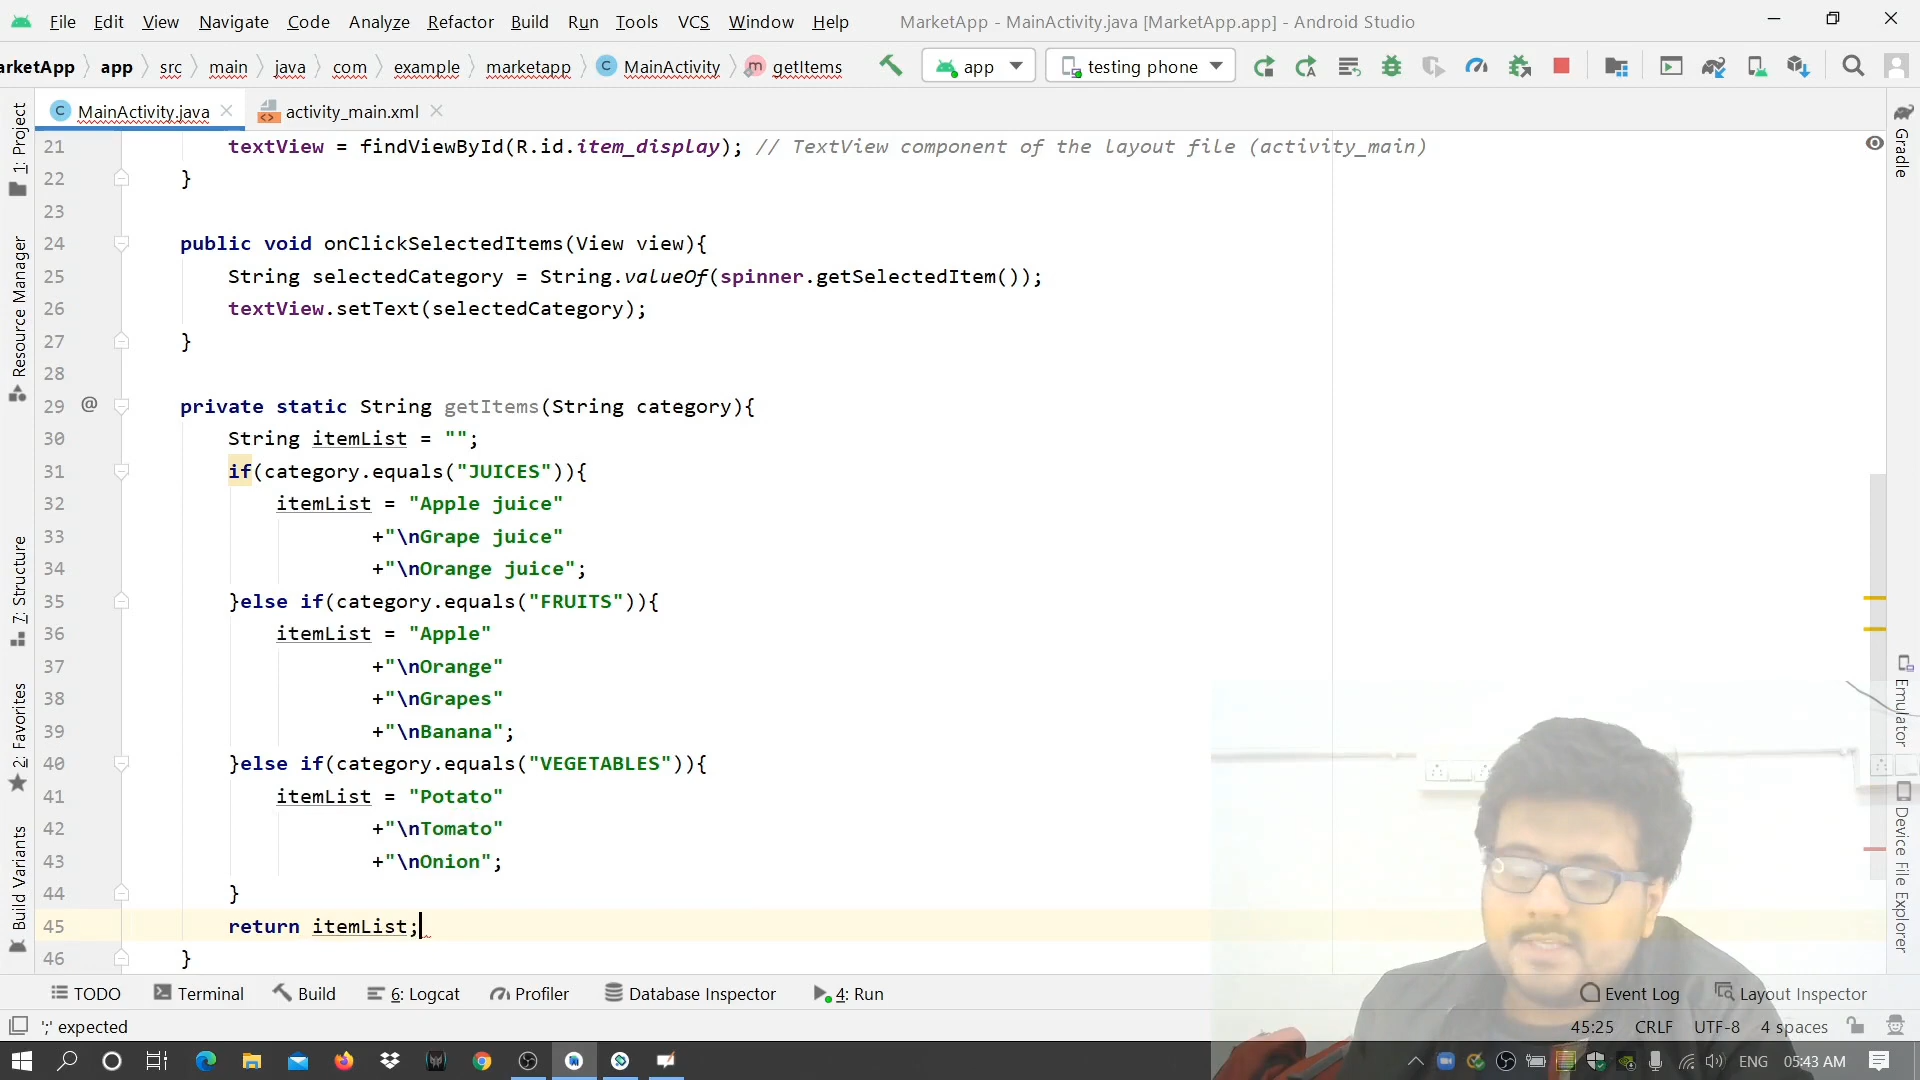 File Edit View Navigate Code Analyze Refactor Build Run Tools VCS Window Help MarketApp - MainActivity.java [MarketApp.app] - Android Studio
arketApp app src main java com example marketapp C MainActivity m getItems app testing phone
C MainActivity.java activity_main.xml
1: Project
Resource Manager
7: Structure
2: Favorites
Build Variants
21 textView = findViewById(R.id.item_display); // TextView component of the layout file (activity_main)
22 }
23
24 public void onClickSelectedItems(View view){
25 String selectedCategory = String.valueOf(spinner.getSelectedItem());
26 textView.setText(selectedCategory);
27 }
28
29 @ private static String getItems(String category){
30 String itemList = "";
31 if(category.equals("JUICES")){
32 itemList = "Apple juice"
33 +"\nGrape juice"
34 +"\nOrange juice";
35 }else if(category.equals("FRUITS")){
36 itemList = "Apple"
37 +"\nOrange"
38 +"\nGrapes"
39 +"\nBanana";
40 }else if(category.equals("VEGETABLES")){
41 itemList = "Potato"
42 +"\nTomato"
43 +"\nOnion";
44 }
45 return itemList;
46 }
Gradle
Emulator
Device File Explorer
TODO Terminal Build 6: Logcat Profiler Database Inspector 4: Run Event Log Layout Inspector
';' expected 45:25 CRLF UTF-8 4 spaces
ENG 05:43 AM